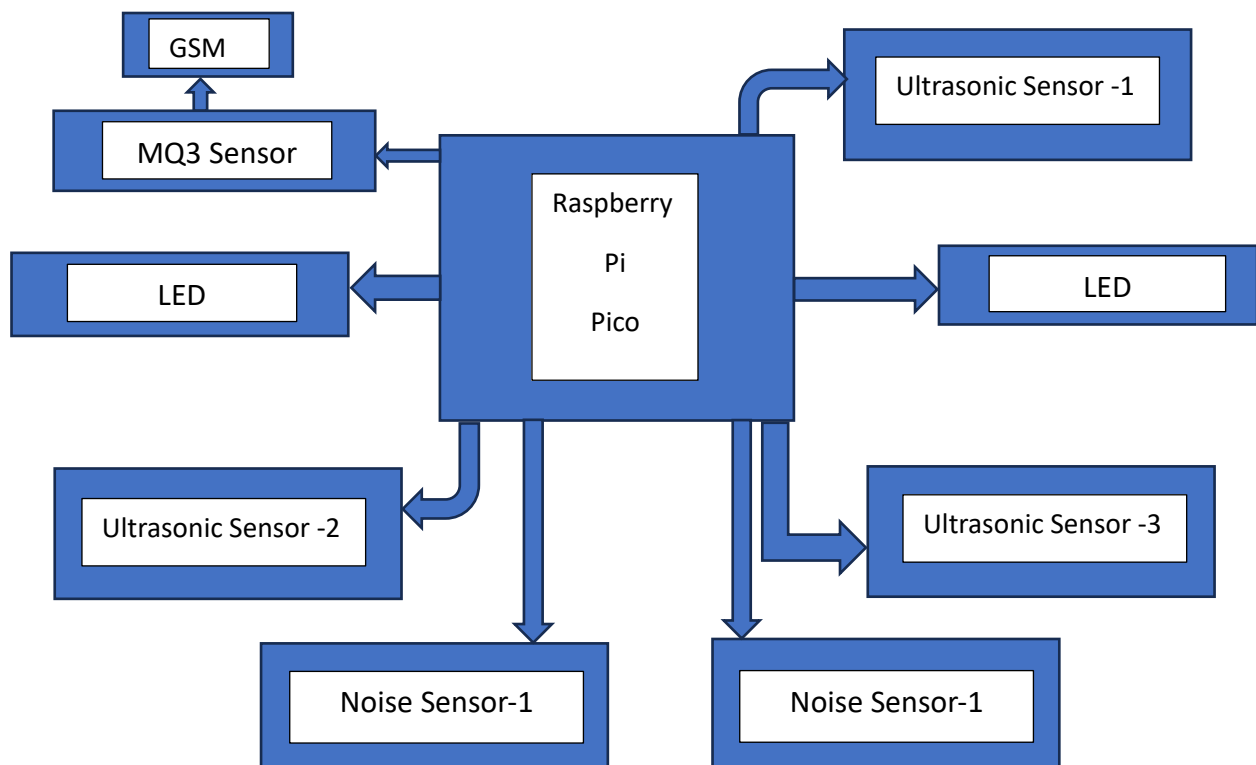 GSM
Ultrasonic Sensor -1
MQ3 Sensor
Raspberry
Pi
Pico
LED
LED
Ultrasonic Sensor -2
Ultrasonic Sensor -3
Noise Sensor-1
Noise Sensor-1